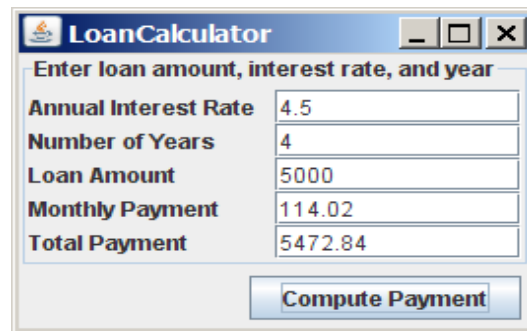 LoanCalculator
Enter loan amount, interest rate, and year
Annual Interest Rate 4.5
Number of Years 4
Loan Amount 5000
Monthly Payment 114.02
Total Payment 5472.84
Compute Payment